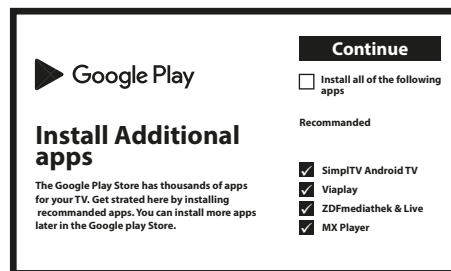 Google Play
Install Additional
apps
The Google Play Store has thousands of apps
for your TV. Get strated here by installing
recommanded apps. You can install more apps
later in the Google play Store.
Continue
Install all of the following
apps
Recommanded
SimplTV Android TV
Viaplay
ZDFmediathek & Live
MX Player